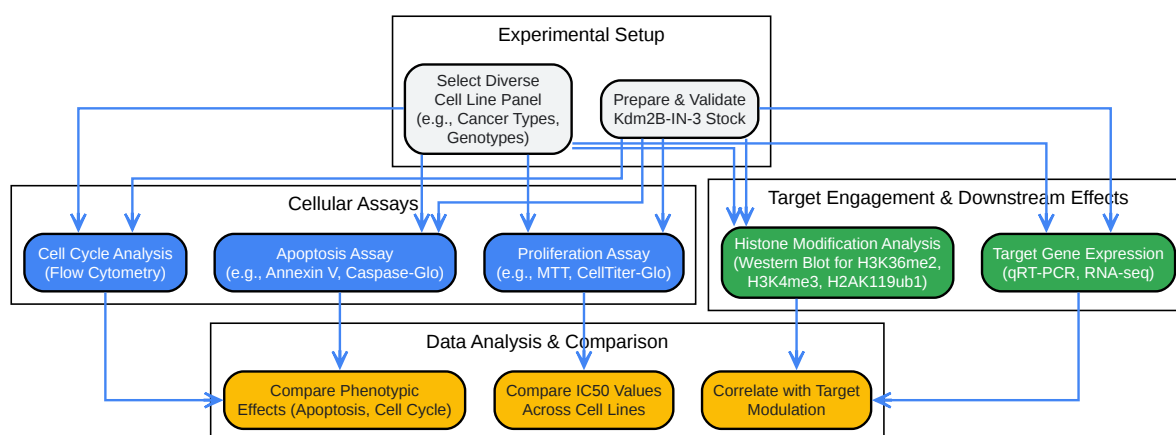 Experimental Setup
Select Diverse
Cell Line Panel
(e.g., Cancer Types,
Genotypes)
Prepare & Validate
Kdm2B-IN-3 Stock
Cellular Assays
Target Engagement & Downstream Effects
Cell Cycle Analysis
(Flow Cytometry)
Apoptosis Assay
(e.g., Annexin V, Caspase-Glo)
Proliferation Assay
(e.g., MTT, CellTiter-Glo)
Histone Modification Analysis
(Western Blot for H3K36me2,
H3K4me3, H2AK119ub1)
Target Gene Expression
(qRT-PCR, RNA-seq)
Data Analysis & Comparison
Compare Phenotypic
Effects (Apoptosis, Cell Cycle)
Compare IC50 Values
Across Cell Lines
Correlate with Target
Modulation